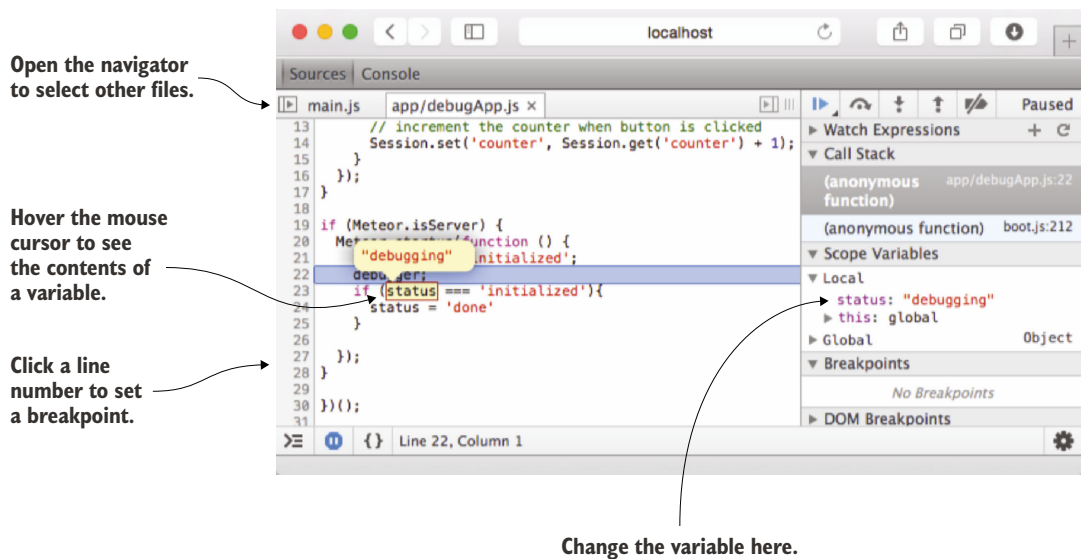 localhost
Open the navigator
to select other files.
Sources Console
main.js app/debugApp.js ×
Paused
13 // increment the counter when button is clicked
14 Session.set('counter', Session.get('counter') + 1);
15 }
16 });
17 }
18
19 if (Meteor.isServer) {
20 function () {
21 initialized';
22 debugger;
23 if (status === 'initialized'){
24 status = 'done'
25 }
26
27 });
28 }
29
30 })();
31
"debugging"
Hover the mouse
cursor to see
the contents of
a variable.
Click a line
number to set
a breakpoint.
Watch Expressions
Call Stack
(anonymous app/debugApp.js:22
function)
(anonymous function) boot.js:212
Scope Variables
Local
status: "debugging"
this: global
Global Object
Breakpoints
No Breakpoints
DOM Breakpoints
{} Line 22, Column 1
Change the variable here.